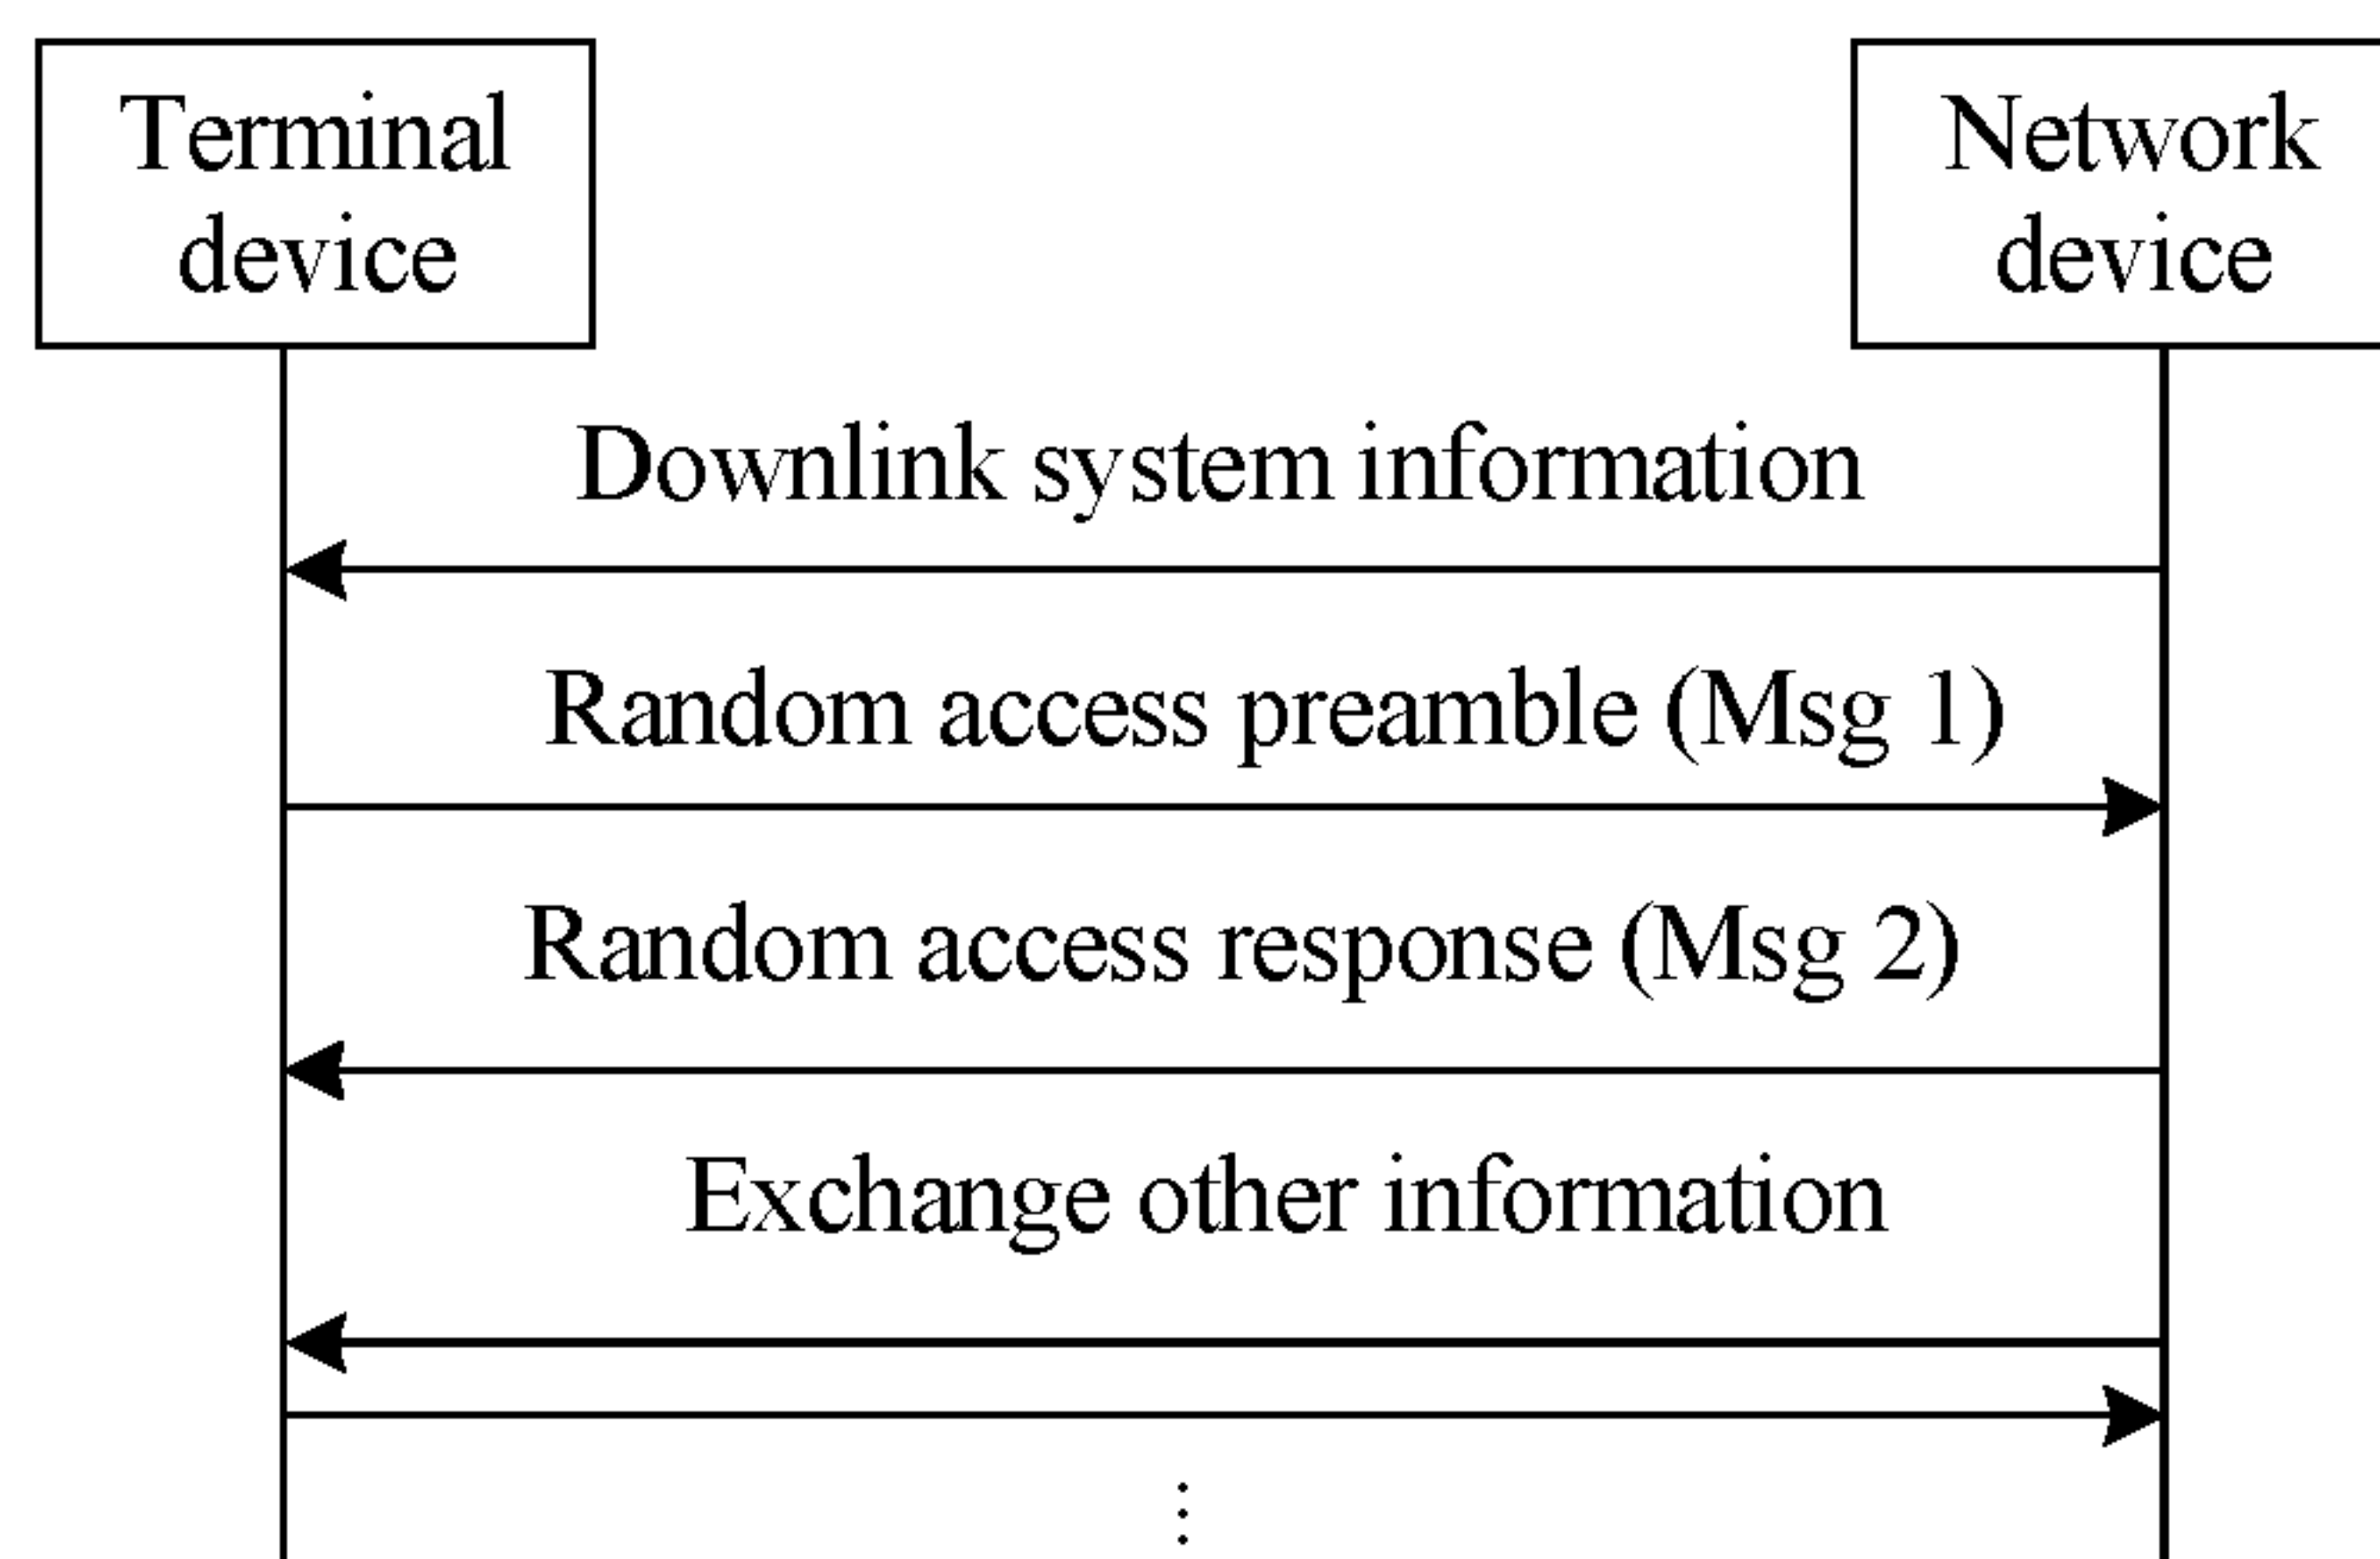 Terminal
device
Network
device
Downlink system information
Random access preamble (Msg 1)
Random access response (Msg 2)
Exchange other information